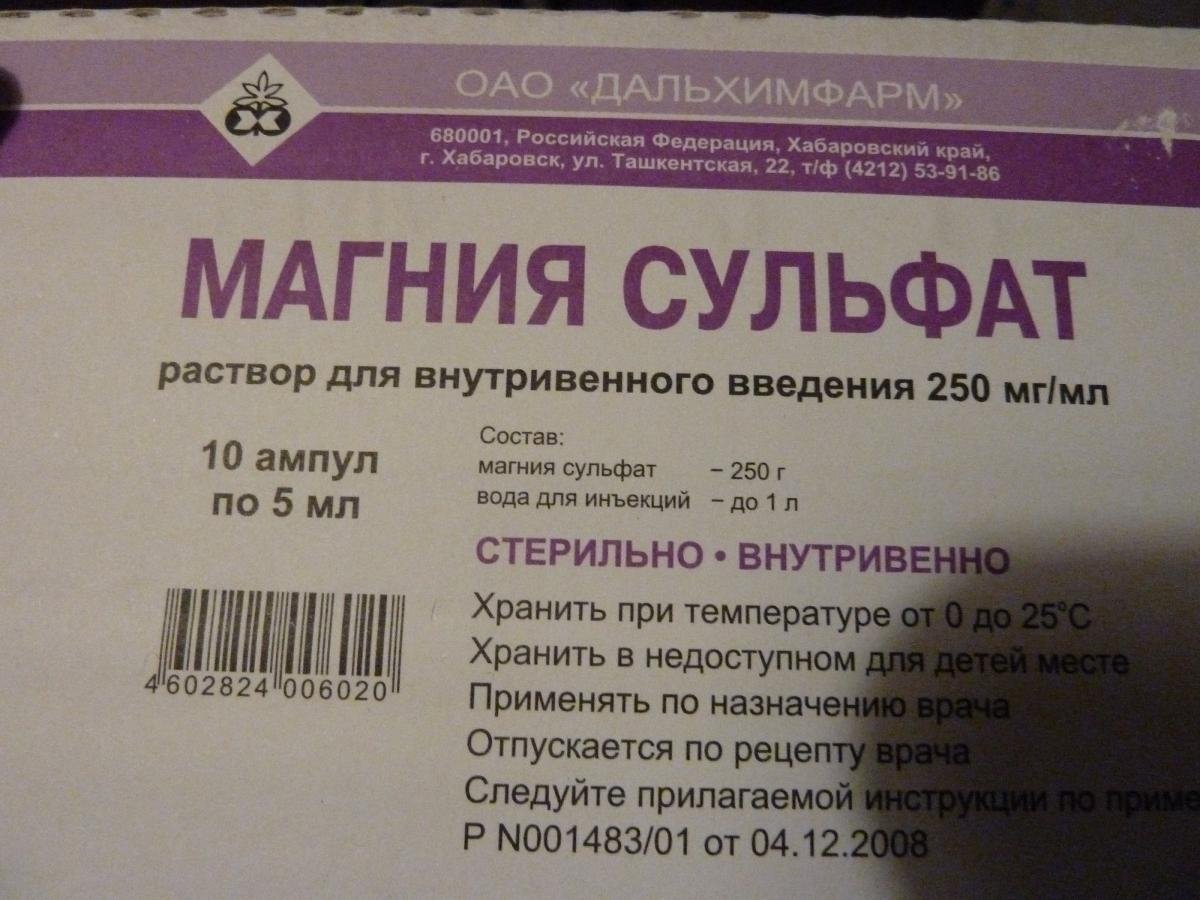 ОАО «ДАЛЬХИМФАРМ»
680001, Российская Федерация, Хабаровский край,
г. Хабаровск, ул. Ташкентская, 22, т/ф (4212) 53-91-86
МАГНИЯ СУЛЬФАТ
раствор для внутривенного введения 250 мг/мл
10 ампул
по 5 мл
Состав:
магния сульфат – 250 г
вода для инъекций – до 1 л
СТЕРИЛЬНО • ВНУТРИВЕННО
Хранить при температуре от 0 до 25°С
Хранить в недоступном для детей месте
Применять по назначению врача
Отпускается по рецепту врача
Следуйте прилагаемой инструкции по приме
Р N001483/01 от 04.12.2008
4602824006020